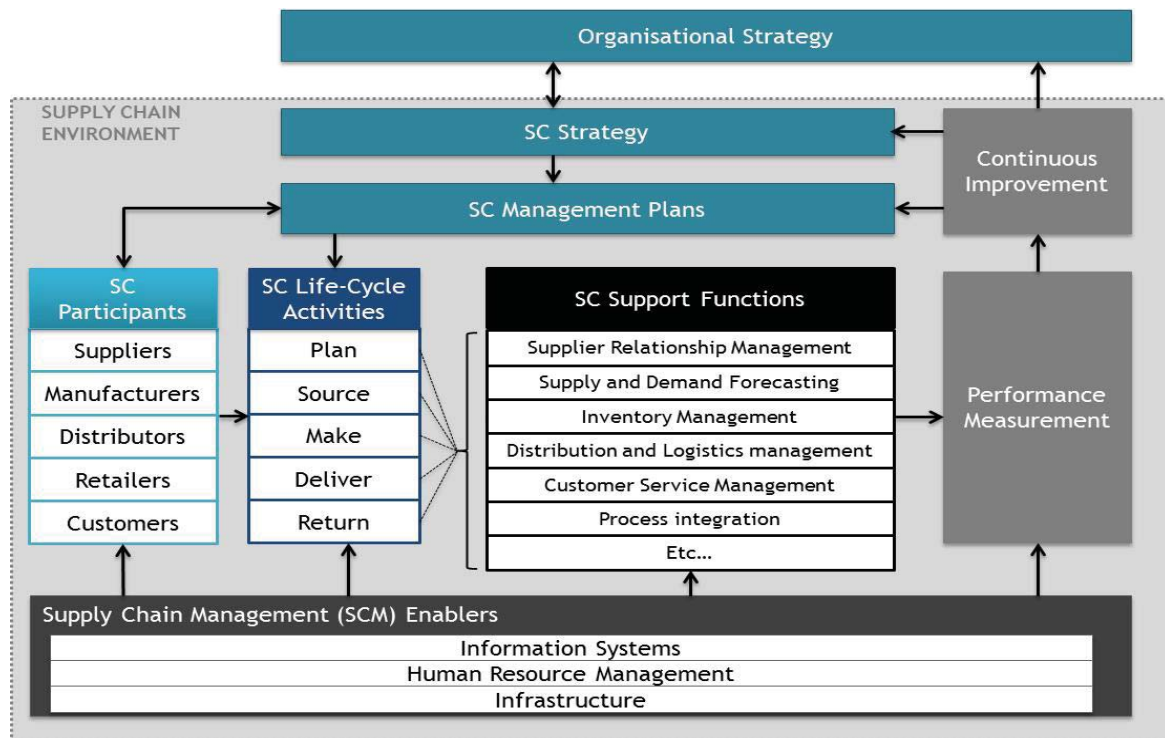 Organisational Strategy
SUPPLY CHAIN
ENVIRONMENT
SC Strategy
Continuous
Improvement
SC Management Plans
SC
Participants
Suppliers
Manufacturers
Distributors
Retailers
Customers
SC Life-Cycle
Activities
Plan
Source
Make
Deliver
Return
SC Support Functions
Supplier Relationship Management
Supply and Demand Forecasting
Inventory Management
Distribution and Logistics management
Customer Service Management
Process integration
Etc...
Performance
Measurement
Supply Chain Management (SCM) Enablers
Information Systems
Human Resource Management
Infrastructure